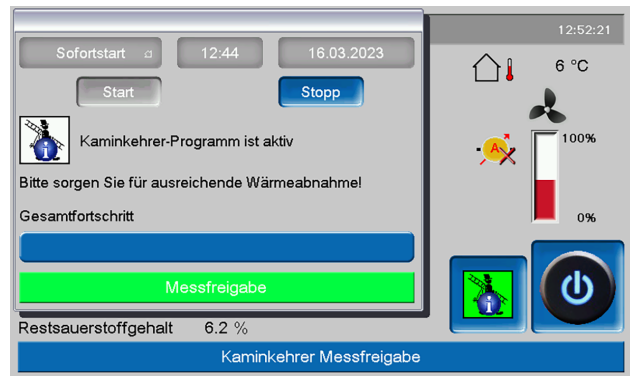 12:52:21
Sofortstart 12:44 16.03.2023
Start Stopp
6 °C
Kaminkehrer-Programm ist aktiv
A
100%
Bitte sorgen Sie für ausreichende Wärmeabnahme!
Gesamtfortschritt
0%
Messfreigabe
i
i
Restsauerstoffgehalt 6.2 %
Kaminkehrer Messfreigabe